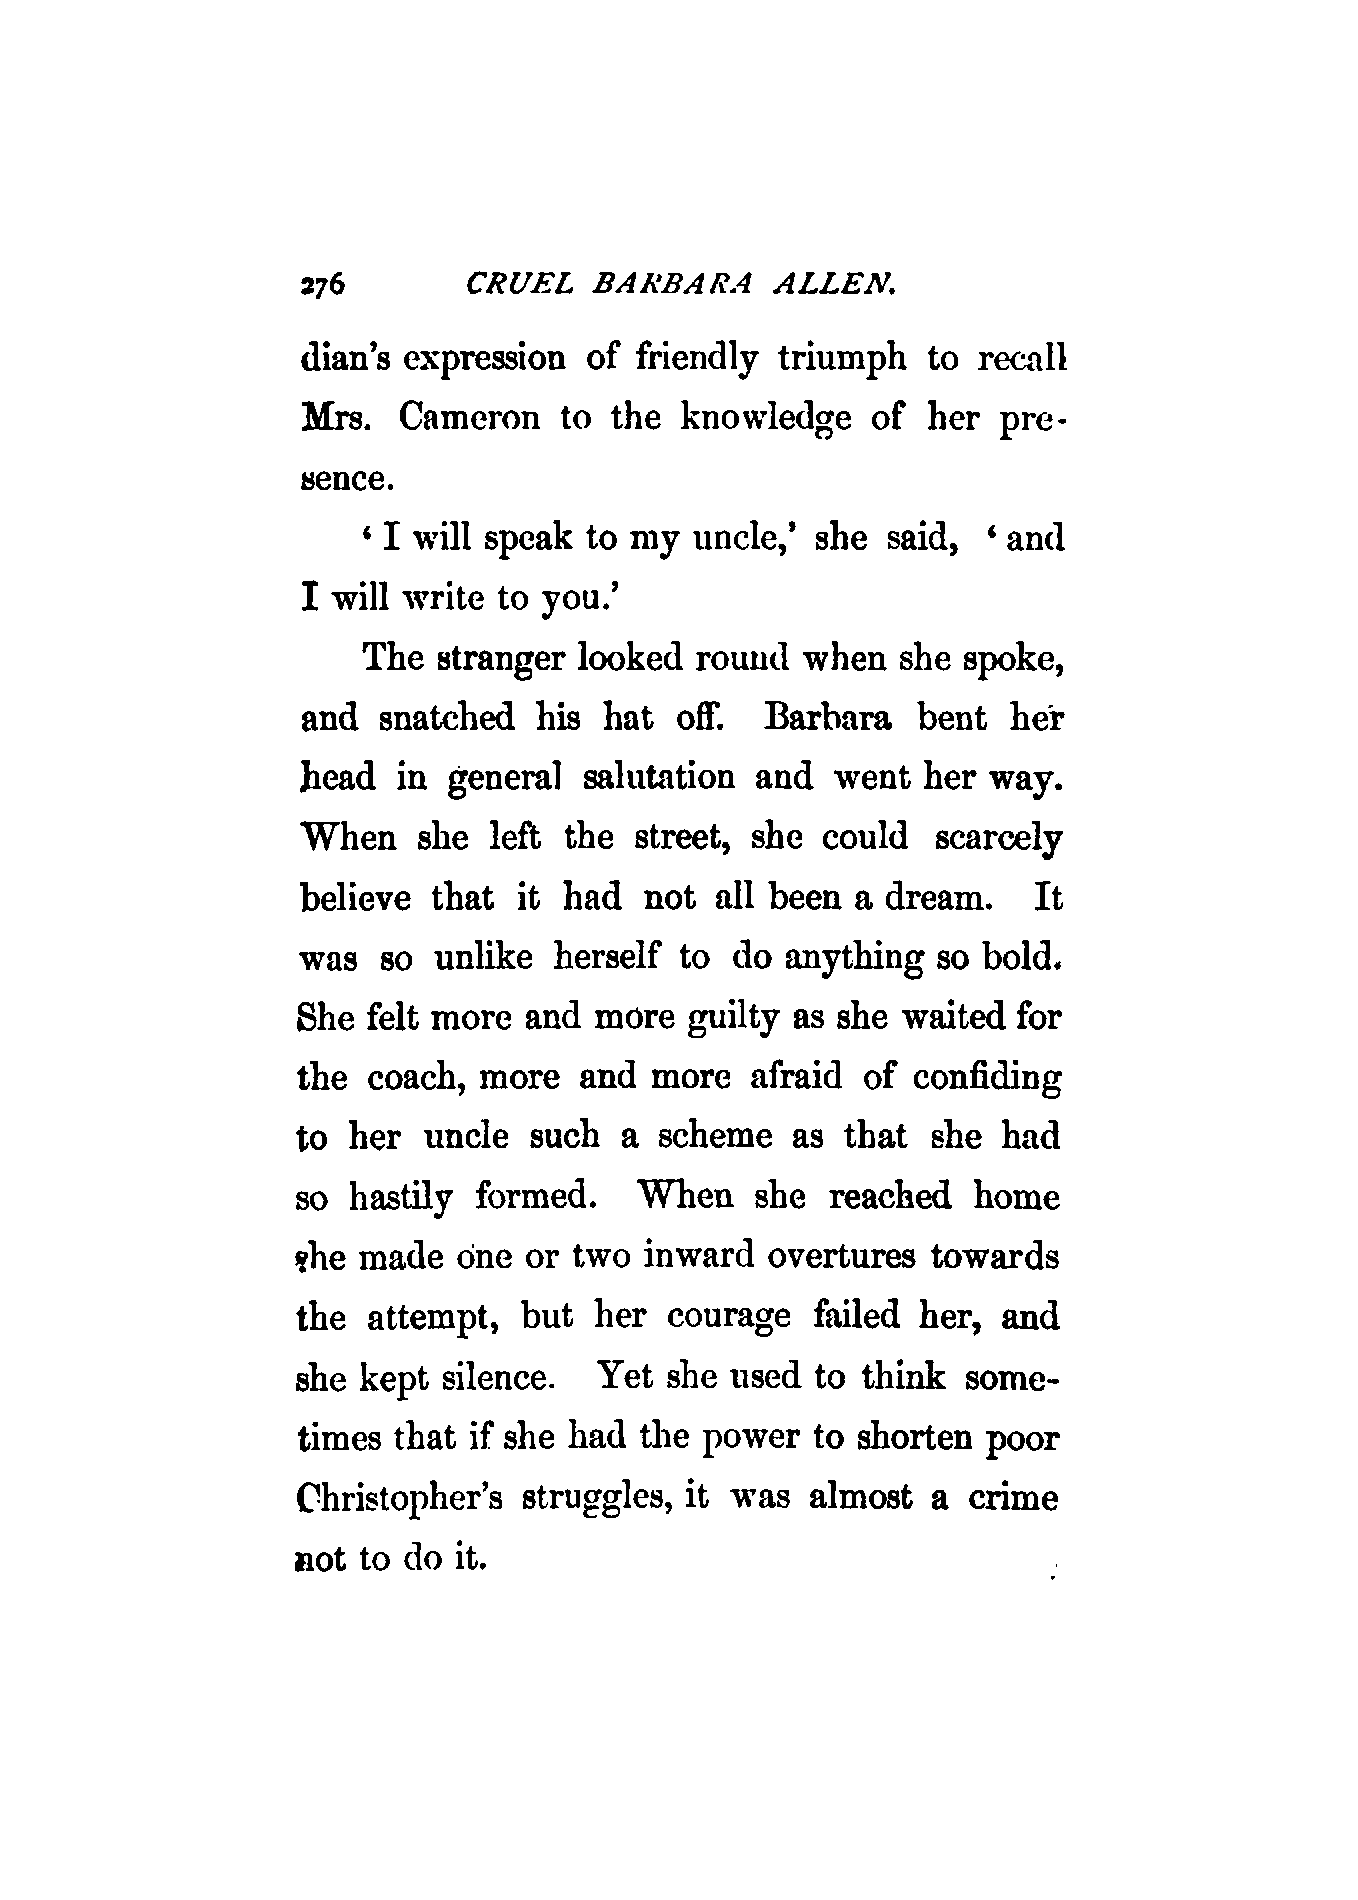 276 CRUEL BARBARA ALLEN.
dian's expression of friendly triumph to recall
Mrs. Cameron to the knowledge of her pre-
sence.
‘ I will speak to my uncle,’ she said, ‘ and
I will write to you.’
The stranger looked round when she spoke,
and snatched his hat off. Barbara bent her
head in general salutation and went her way.
When she left the street, she could scarcely
believe that it had not all been a dream. It
was so unlike herself to do anything so bold.
She felt more and more guilty as she waited for
the coach, more and more afraid of confiding
to her uncle such a scheme as that she had
so hastily formed. When she reached home
she made one or two inward overtures towards
the attempt, but her courage failed her, and
she kept silence. Yet she used to think some-
times that if she had the power to shorten poor
Christopher's struggles, it was almost a crime
not to do it.